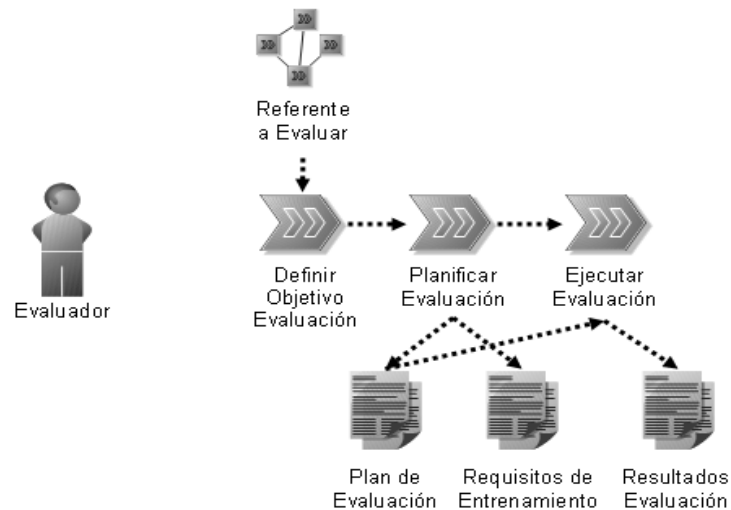 Referente
a Evaluar
Evaluador
Definir
Objetivo
Evaluación
Planificar
Evaluación
Ejecutar
Evaluación
Plan de
Evaluación
Requisitos de
Entrenamiento
Resultados
Evaluación